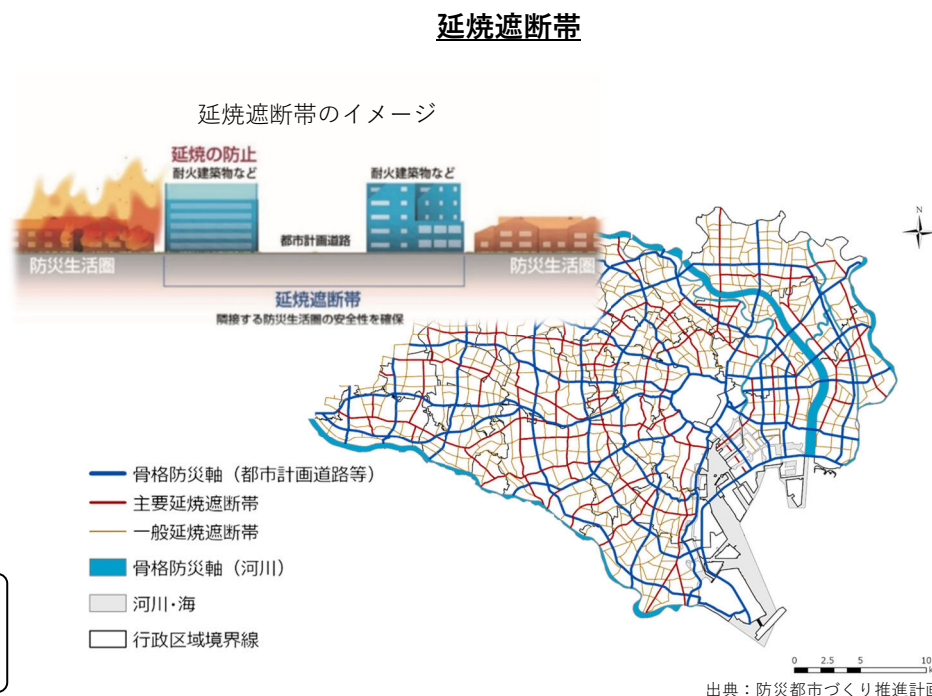 延焼遮断帯
延焼遮断帯のイメージ
延焼の防止
耐火建築物など
耐火建築物など
都市計画道路
防災生活圏
防災生活圏
延焼遮断帯
隣接する防災生活圏の安全性を確保
N
骨格防災軸（都市計画道路等）
主要延焼遮断帯
一般延焼遮断帯
骨格防災軸（河川）
河川・海
行政区域境界線
0 2.5 5 10
k
出典：防災都市づくり推進計画